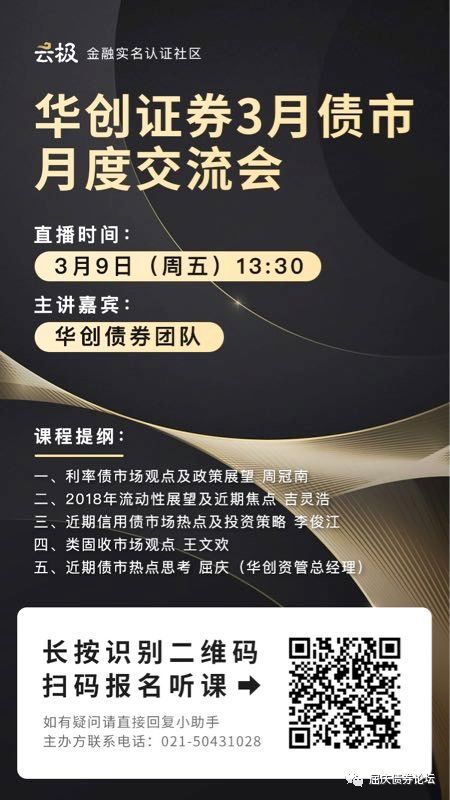 云极 金融实名认证社区
华创证券3月债市
月度交流会
直播时间：
3月9日（周五）13:30
主讲嘉宾：
华创债券团队
课程提纲：
一、利率债市场观点及政策展望 周冠南
二、2018年流动性展望及近期焦点 吉灵浩
三、近期信用债市场热点及投资策略 李俊江
四、类固收市场观点 王文欢
五、近期债市热点思考 屈庆（华创资管总经理）
长按识别二维码
扫码报名听课
如有疑问请直接回复小助手
主办方联系电话：021-50431028
屈庆债券论坛